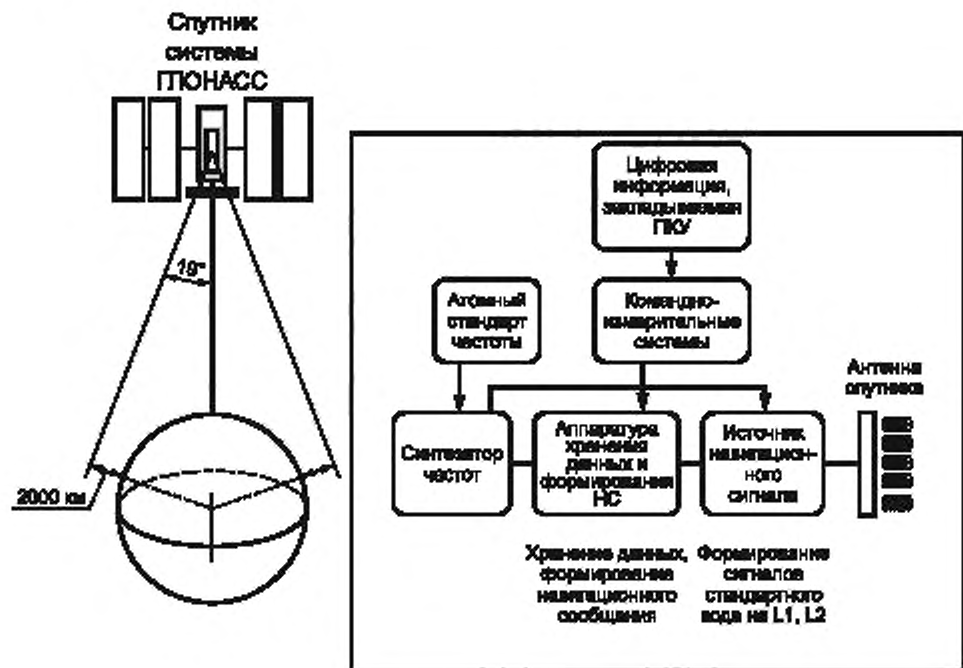 Спутник
системы
ГЛОНАСС
19°
2000 км
Цифровая
информация,
закладываемая
ПКУ
Атомный
стандарт
частоты
Командно-
измерительные
системы
Антенна
спутника
Синтезатор
частот
Аппаратура
хранения
данных и
формирования
НС
Источник
навигацион-
ного
сигнала
Хранение данных,
формирование
навигационного
сообщения
Формирование
сигналов
стандартного
кода на L1, L2